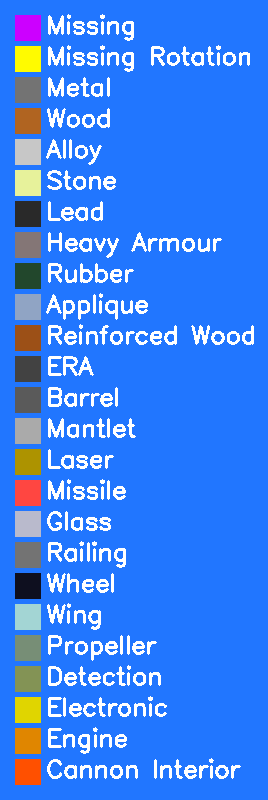 Missing
Missing Rotation
Metal
Wood
Alloy
Stone
Lead
Heavy Armour
Rubber
Applique
Reinforced Wood
ERA
Barrel
Mantlet
Laser
Missile
Glass
Railing
Wheel
Wing
Propeller
Detection
Electronic
Engine
Cannon Interior